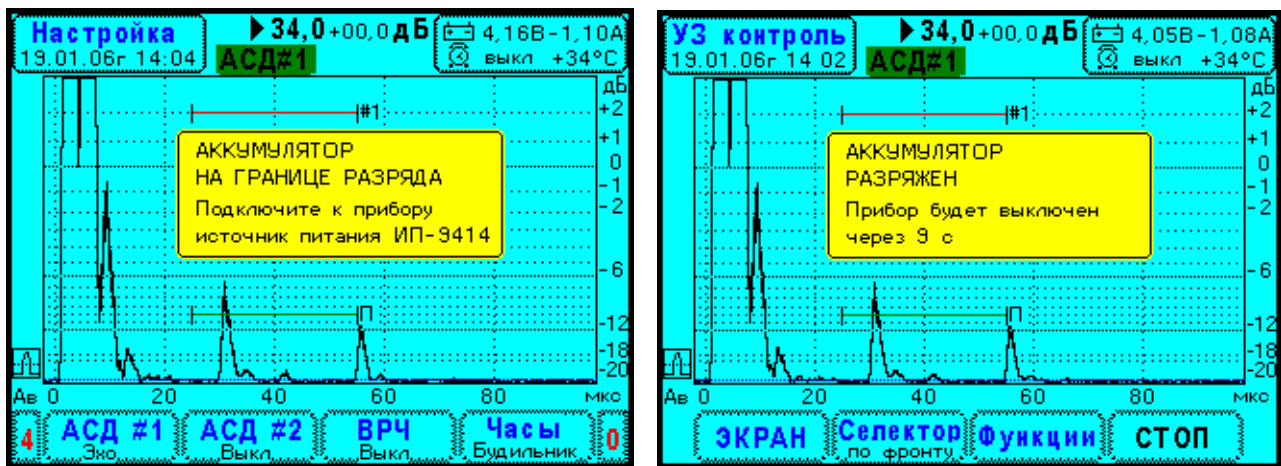 Настройка
19.01.06г 14:04
34,0+00,0 дБ
АСД#1
4,16В-1,10А
выкл +34°С
дБ
+2
+1
0
-1
-2
-6
-12
-18
-20
#1
АККУМУЛЯТОР
НА ГРАНИЦЕ РАЗРЯДА
Подключите к прибору
источник питания ИП-9414
П
Ав 0 20 40 60 80 мкс
4
АСД #1
Эхо
АСД #2
Выкл
ВРЧ
Выкл
Часы
Будильник
0
УЗ контроль
19.01.06г 14 02
34,0+00,0 дБ
АСД#1
4,05В-1,08А
выкл +34°С
дБ
+2
+1
0
-1
-2
-6
-12
-18
-20
#1
АККУМУЛЯТОР
РАЗРЯЖЕН
Прибор будет выключен
через 9 с
П
Ав 0 20 40 60 80 мкс
ЭКРАН
Селектор
по фронту
Функции
СТОП